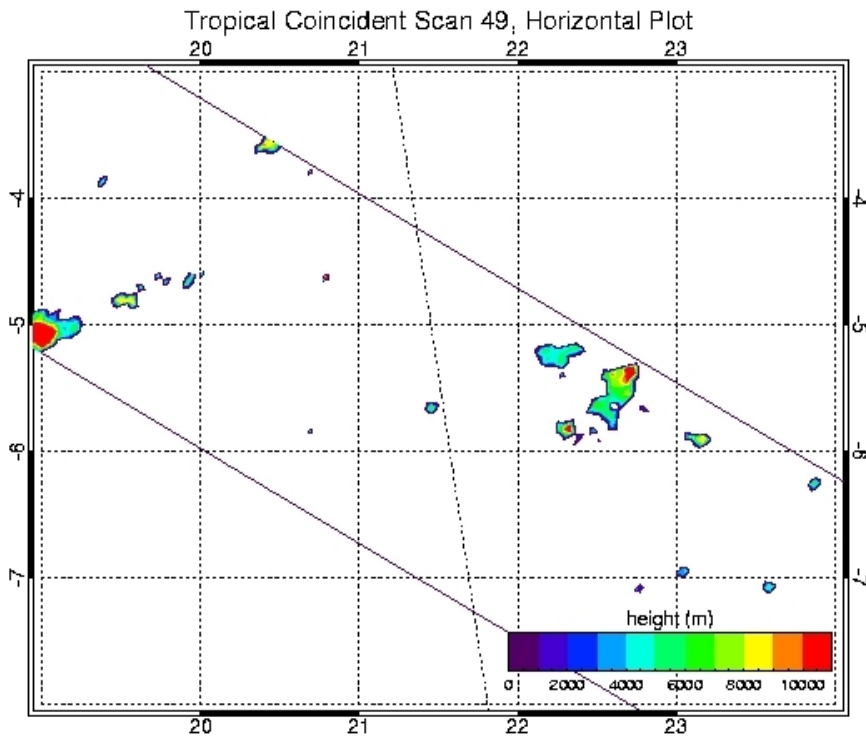 Tropical Coincident Scan 49, Horizontal Plot
20 21 22 23
-4 -4
-5 -5
-6 -6
-7 -7
height (m)
0 2000 4000 6000 8000 10000
20 21 22 23